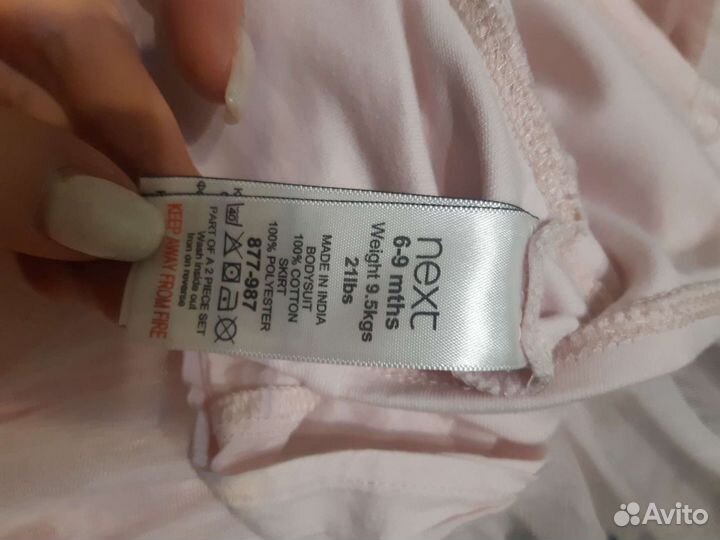 next
6-9 mths
Weight 9.5kgs
21lbs
MADE IN INDIA
BODYSUIT
100% COTTON
SKIRT
100% POLYESTER
877-987
40
PART OF A 2 PIECE SET
Wash inside out
Iron on reverse
KEEP AWAY FROM FIRE
Avito